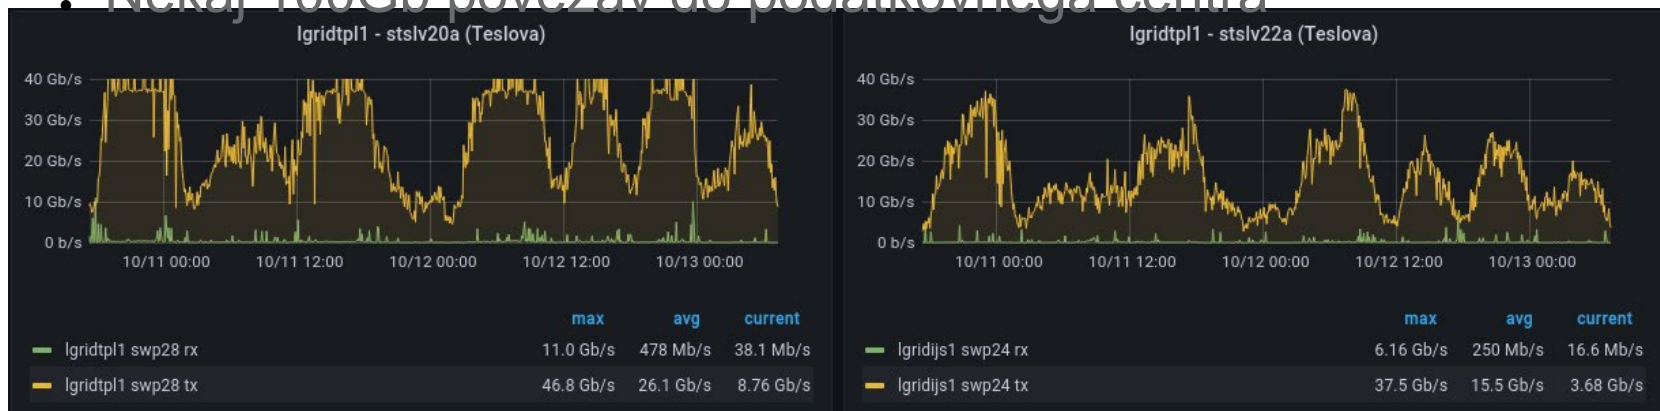 • Nekaj 100Gb povezav do podatkovnega centra
lgridtpl1 - stslv20a (Teslova)
40 Gb/s
30 Gb/s
20 Gb/s
10 Gb/s
0 b/s
10/11 00:00 10/11 12:00 10/12 00:00 10/12 12:00 10/13 00:00
max avg current
lgridtpl1 swp28 rx 11.0 Gb/s 478 Mb/s 38.1 Mb/s
lgridtpl1 swp28 tx 46.8 Gb/s 26.1 Gb/s 8.76 Gb/s
lgridtpl1 - stslv22a (Teslova)
40 Gb/s
30 Gb/s
20 Gb/s
10 Gb/s
0 b/s
10/11 00:00 10/11 12:00 10/12 00:00 10/12 12:00 10/13 00:00
max avg current
lgridijs1 swp24 rx 6.16 Gb/s 250 Mb/s 16.6 Mb/s
lgridijs1 swp24 tx 37.5 Gb/s 15.5 Gb/s 3.68 Gb/s